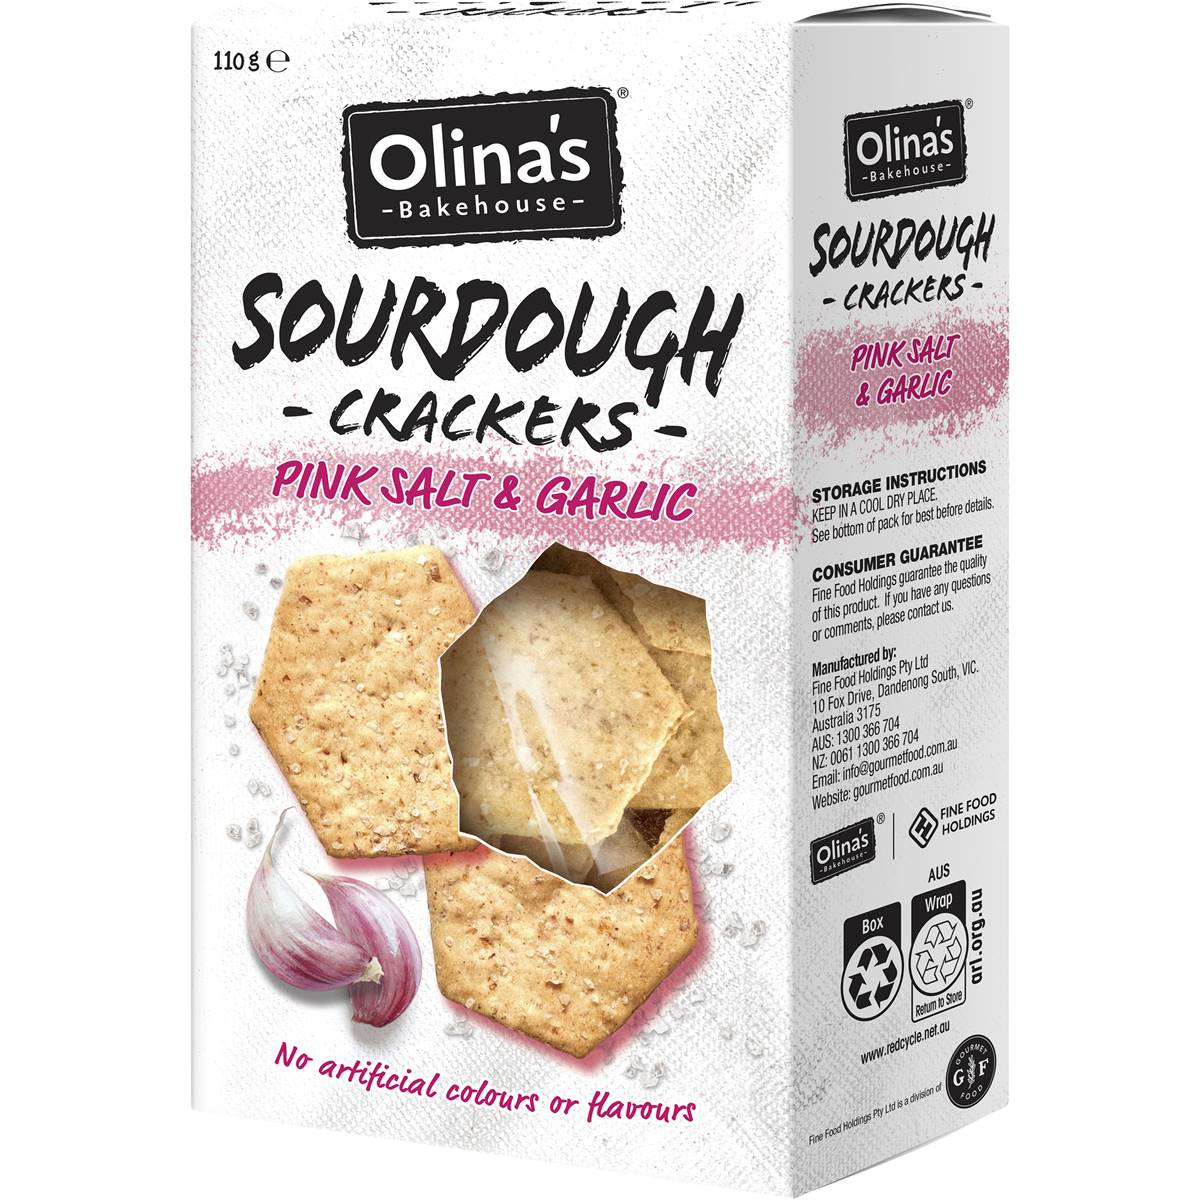 CRACKERS
110g ℮
Olina's ®
-Bakehouse-
SOURDOUGH
- CRACKERS -
PINK SALT & GARLIC
No artificial colours or flavours
Olina's ®
-Bakehouse-
SOURDOUGH
- CRACKERS -
PINK SALT
& GARLIC
STORAGE INSTRUCTIONS
KEEP IN A COOL DRY PLACE.
See bottom of pack for best before details.
CONSUMER GUARANTEE
Fine Food Holdings guarantee the quality
of this product. If you have any questions
or comments, please contact us.
Manufactured by:
Fine Food Holdings Pty Ltd
10 Fox Drive, Dandenong South, VIC.
Australia 3175
AUS: 1300 366 704
NZ: 0061 1300 366 704
Email: info@gourmetfood.com.au
Website: gourmetfood.com.au
Olina's ®
-Bakehouse-
FINE FOOD
HOLDINGS
AUS
Box
Wrap
Return to Store
arl.org.au
www.redcycle.net.au
GOURMET
G F
FOOD
Fine Food Holdings Pty Ltd is a division of